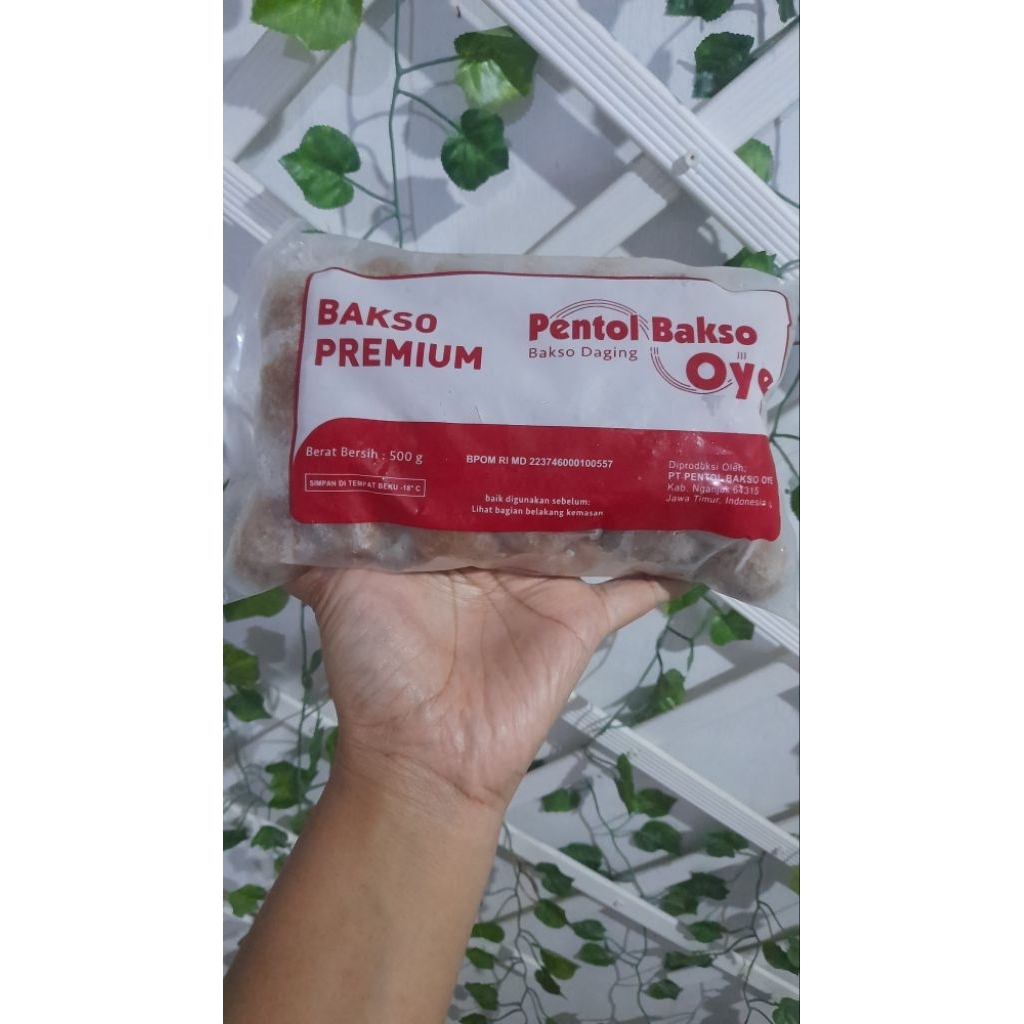 BAKSO
PREMIUM
Pentol Bakso
Bakso Daging
Oye
Berat Bersih : 500 g
SIMPAN DI TEMPAT BEKU -18° C
BPOM RI MD 223746000100557
baik digunakan sebelum:
Lihat bagian belakang kemasan
Diproduksi Oleh:
PT PENTOL BAKSO OYE
Kab. Nganjuk 64315
Jawa Timur, Indonesia